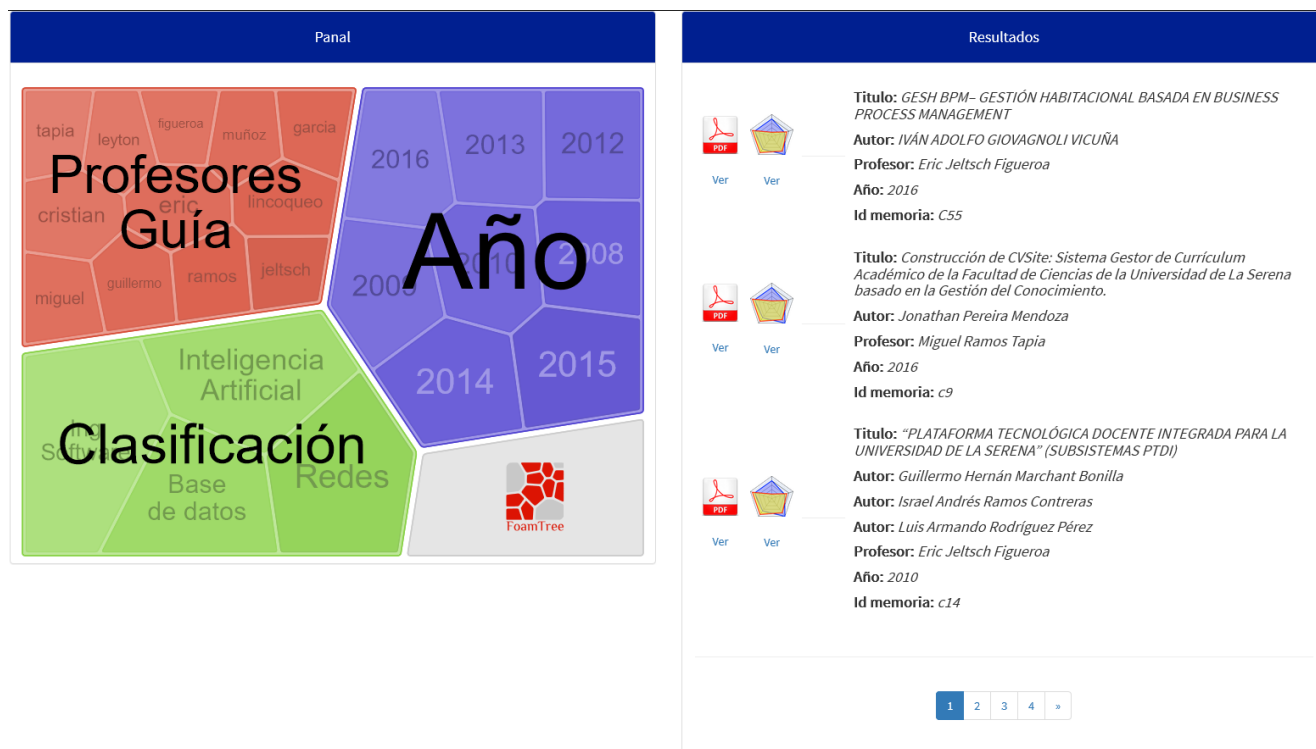 Panal
tapia
leyton
figueroa
muñoz
garcia
Profesores
Guía
cristian
eric
lincoqueo
miguel
guillermo
ramos
jeltsch
2016
2013
2012
Año
2009
2010
2008
2014
2015
Inteligencia
Artificial
Clasificación
Ing
Software
Base
de datos
Redes
FoamTree
Resultados
PDF
Ver
Ver
Titulo: GESH BPM– GESTIÓN HABITACIONAL BASADA EN BUSINESS
PROCESS MANAGEMENT
Autor: IVÁN ADOLFO GIOVAGNOLI VICUÑA
Profesor: Eric Jeltsch Figueroa
Año: 2016
Id memoria: C55
PDF
Ver
Ver
Titulo: Construcción de CVSite: Sistema Gestor de Currículum
Académico de la Facultad de Ciencias de la Universidad de La Serena
basado en la Gestión del Conocimiento.
Autor: Jonathan Pereira Mendoza
Profesor: Miguel Ramos Tapia
Año: 2016
Id memoria: c9
PDF
Ver
Ver
Titulo: “PLATAFORMA TECNOLÓGICA DOCENTE INTEGRADA PARA LA
UNIVERSIDAD DE LA SERENA” (SUBSISTEMAS PTDI)
Autor: Guillermo Hernán Marchant Bonilla
Autor: Israel Andrés Ramos Contreras
Autor: Luis Armando Rodríguez Pérez
Profesor: Eric Jeltsch Figueroa
Año: 2010
Id memoria: c14
1 2 3 4 »